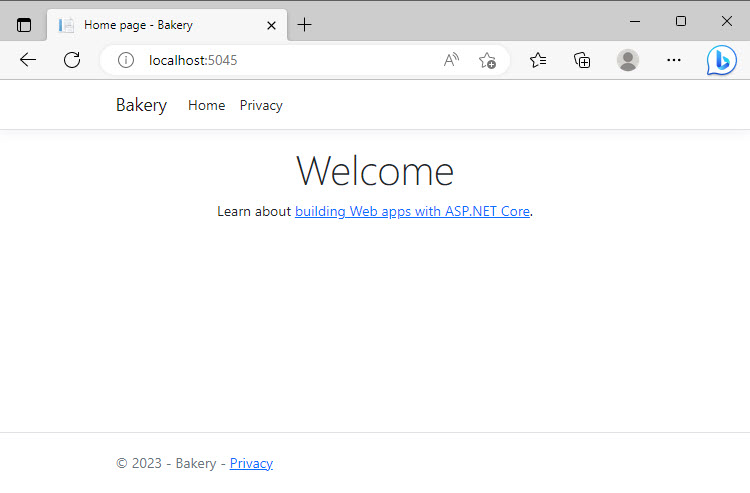 Home page - Bakery
localhost:5045
Bakery Home Privacy
Welcome
Learn about building Web apps with ASP.NET Core.
© 2023 - Bakery - Privacy